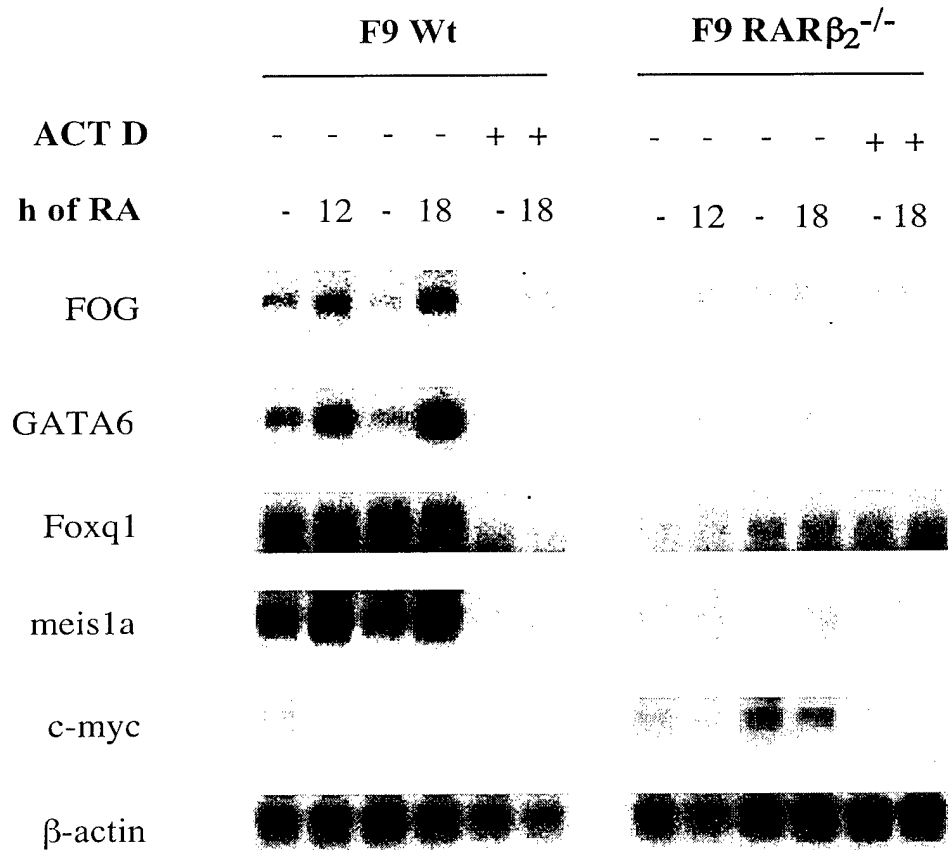 F9 Wt F9 RARβ₂⁻/⁻
ACT D - - - - + + - - - - + +
h of RA - 12 - 18 - 18 - 12 - 18 - 18
FOG
GATA6
Foxq1
meis1a
c-myc
β-actin